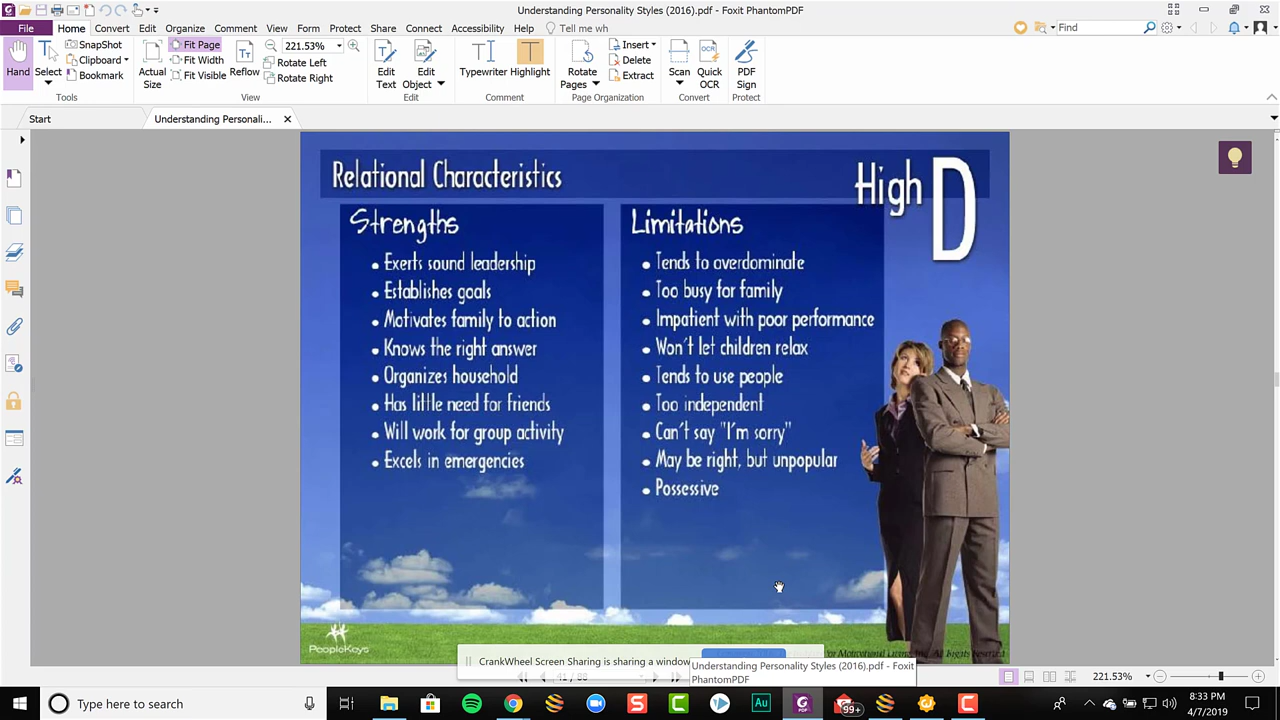 Understanding Personality Styles (2016).pdf - Foxit PhantomPDF
File Home Convert Edit Organize Comment View Form Protect Share Connect Accessibility Help Tell me wh Find
Hand
Select
SnapShot
Clipboard
Bookmark
Tools
Actual Size
Fit Page
Fit Width
Fit Visible
Reflow
221.53%
Rotate Left
Rotate Right
View
Edit Text
Edit Object
Edit
Typewriter
Highlight
Comment
Rotate Pages
Insert
Delete
Extract
Page Organization
Scan
Quick OCR
Convert
PDF Sign
Protect
Start
Understanding Personali...
Relational Characteristics
High D
Strengths
• Exerts sound leadership
• Establishes goals
• Motivates family to action
• Knows the right answer
• Organizes household
• Has little need for friends
• Will work for group activity
• Excels in emergencies
Limitations
• Tends to overdominate
• Too busy for family
• Impatient with poor performance
• Won't let children relax
• Tends to use people
• Too independent
• Can't say "I'm sorry"
• May be right, but unpopular
• Possessive
PeopleKeys
for Motivational Living, Inc. All Rights Reserved
CrankWheel Screen Sharing is sharing a window
Understanding Personality Styles (2016).pdf - Foxit
PhantomPDF
221.53%
Type here to search
99+
8:33 PM
4/7/2019